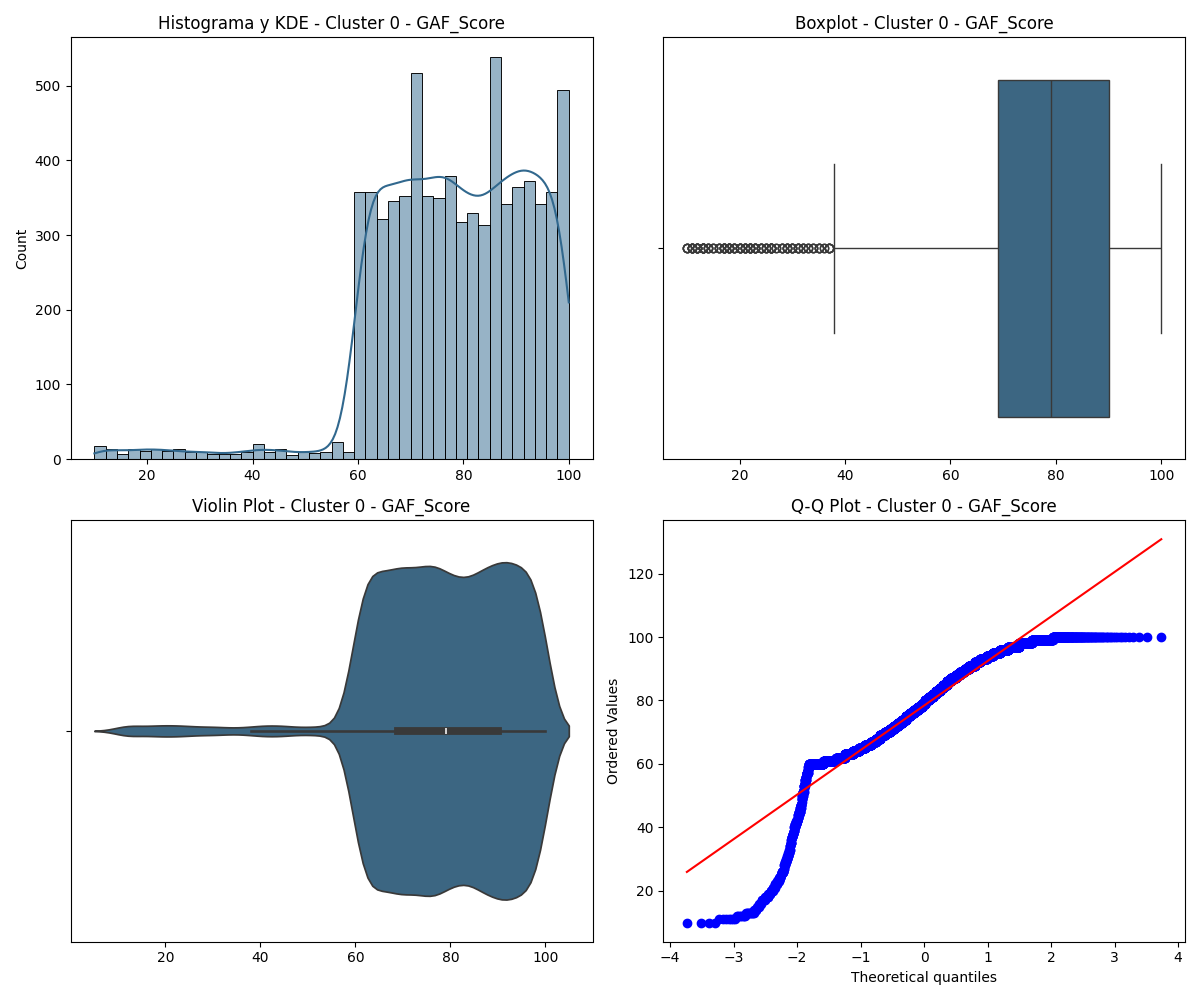 Histograma y KDE - Cluster 0 - GAF_Score
Count
500
400
300
200
100
0
20 40 60 80 100
Boxplot - Cluster 0 - GAF_Score
20 40 60 80 100
Violin Plot - Cluster 0 - GAF_Score
20 40 60 80 100
Q-Q Plot - Cluster 0 - GAF_Score
Ordered Values
120
100
80
60
40
20
−4 −3 −2 −1 0 1 2 3 4
Theoretical quantiles